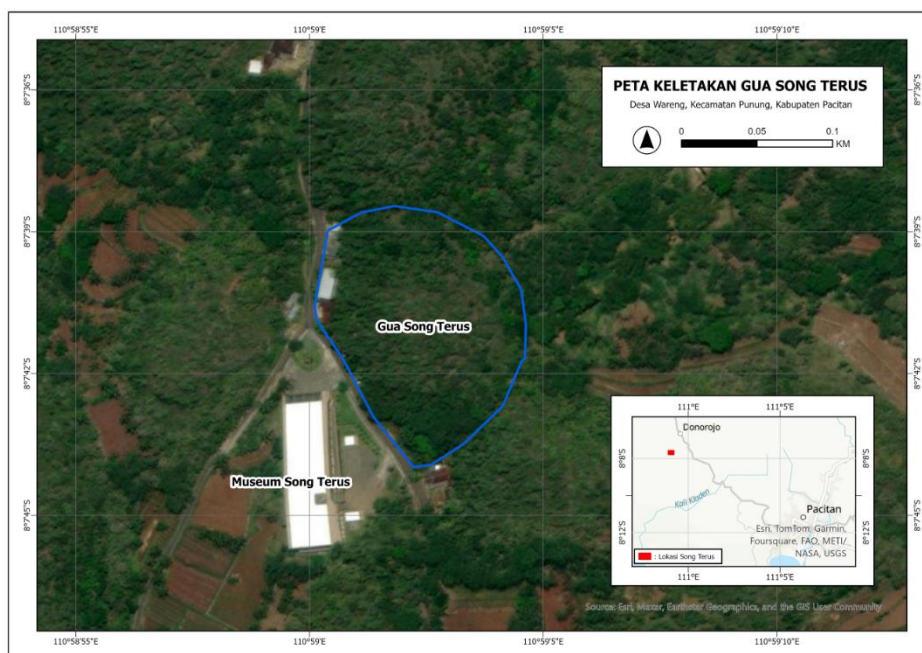 110°58'55"E 110°59'E 110°59'5"E 110°59'10"E
8°7'36"S 8°7'36"S
PETA KELETAKAN GUA SONG TERUS
Desa Wareng, Kecamatan Punung, Kabupaten Pacitan
0 0.05 0.1
KM
8°7'39"S 8°7'39"S
Gua Song Terus
8°7'42"S 8°7'42"S
Museum Song Terus
8°7'45"S 8°7'45"S
111°E 111°5'E
Donorojo
8°8'S 8°8'S
Kali Kladen
Pacitan
8°12'S 8°12'S
Esri, TomTom, Garmin,
Foursquare, FAO, METI/
NASA, USGS
: Lokasi Song Terus
111°E 111°5'E
Source: Esri, Maxar, Earthstar Geographics, and the GIS User Community
110°58'55"E 110°59'E 110°59'5"E 110°59'10"E